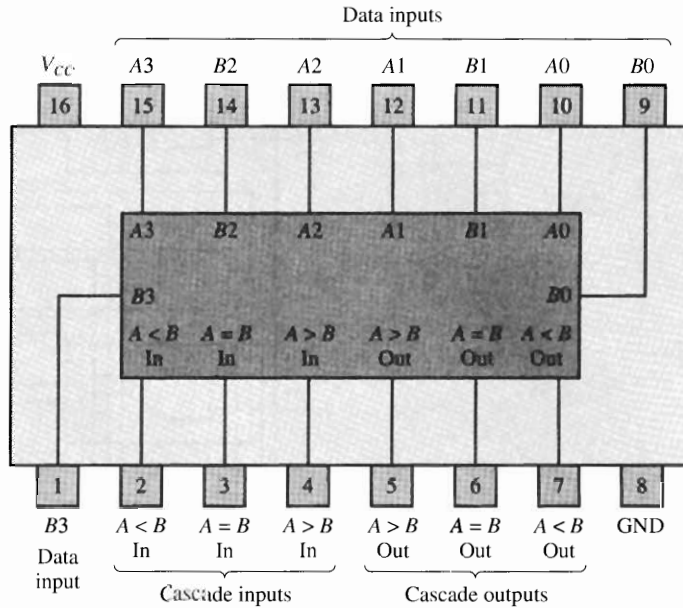 Data inputs
VCC A3 B2 A2 A1 B1 A0 B0
16 15 14 13 12 11 10 9
A3 B2 A2 A1 B1 A0
B3 B0
A < B A = B A > B A > B A = B A < B
In In In Out Out Out
1 2 3 4 5 6 7 8
B3 A < B A = B A > B A > B A = B A < B GND
Data In In In Out Out Out
input
Cascade inputs Cascade outputs